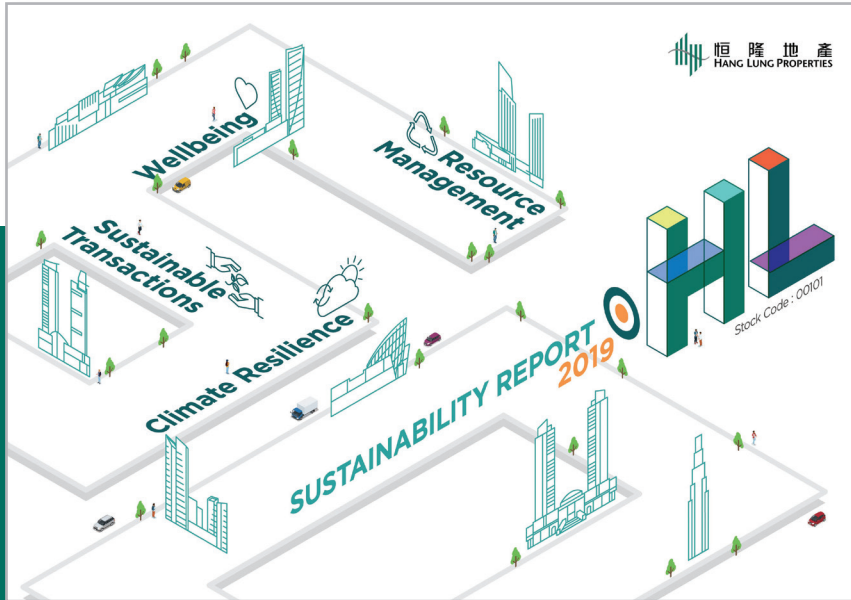 恒隆地產
HANG LUNG PROPERTIES
Wellbeing
Resource
Management
Sustainable
Transactions
Climate Resilience
SUSTAINABILITY REPORT
2019
HL
Stock Code : 00101